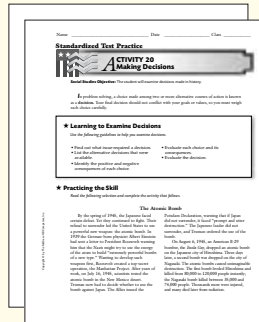 Name Date Class
Standardized Test Practice
ACTIVITY 20
Making Decisions
Social Studies Objective: The student will examine decisions made in history.
In problem solving, a choice made among two or more alternative courses of action is known
as a decision. Your final decision should not conflict with your goals or values, so you must weigh
each choice carefully.
★ Learning to Examine Decisions
Use the following guidelines to help you examine decisions.
• Find out what issue required a decision.
• List the alternative decisions that were
available.
• Identify the positive and negative
consequences of each choice.
• Evaluate each choice and its
consequences.
• Evaluate the decision.
★ Practicing the Skill
Read the following selection and complete the activity that follows.
The Atomic Bomb
By the spring of 1945, the Japanese faced
certain defeat. Yet they continued to fight. Their
refusal to surrender led the United States to use
a powerful new weapon: the atomic bomb. In
1939 the German-born physicist Albert Einstein
had sent a letter to President Roosevelt warning
him that the Nazis might try to use the energy
of the atom to build "extremely powerful bombs
of a new type." Wanting to develop such
weapons first, Roosevelt created a top-secret
operation, the Manhattan Project. After years of
work, on July 16, 1945, scientists tested the
atomic bomb in the New Mexico desert.
Truman now had to decide whether to use the
bomb against Japan. The Allies issued the
Potsdam Declaration, warning that if Japan
did not surrender, it faced "prompt and utter
destruction." The Japanese leaders did not
surrender, and Truman ordered the use of the
bomb.
On August 6, 1945, an American B-29
bomber, the Enola Gay, dropped an atomic bomb
on the Japanese city of Hiroshima. Three days
later, a second bomb was dropped on the city of
Nagasaki. The atomic bombs caused unimaginable
destruction. The first bomb leveled Hiroshima and
killed from 80,000 to 120,000 people instantly;
the Nagasaki bomb killed between 35,000 and
74,000 people. Thousands more were injured,
and many died later from radiation.